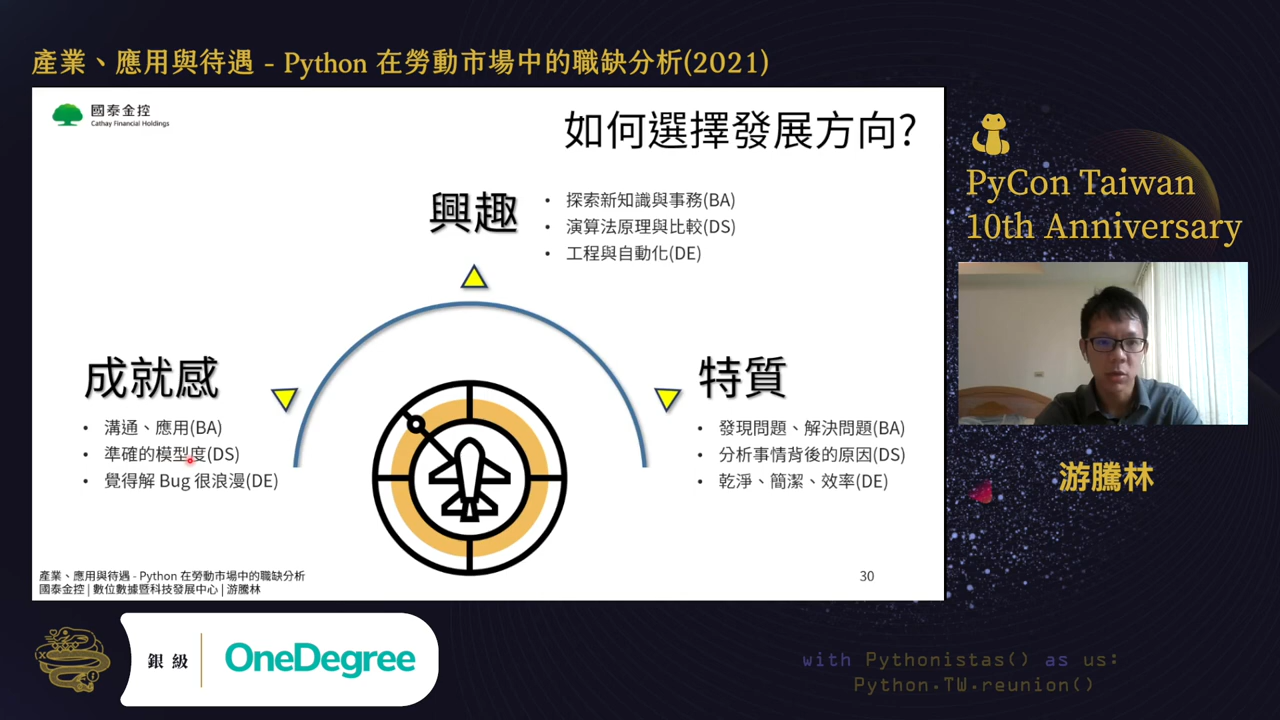 產業、應用與待遇 - Python 在勞動市場中的職缺分析(2021)
國泰金控
Cathay Financial Holdings
如何選擇發展方向?
興趣
• 探索新知識與事務(BA)
• 演算法原理與比較(DS)
• 工程與自動化(DE)
成就感
• 溝通、應用(BA)
• 準確的模型度(DS)
• 覺得解 Bug 很浪漫(DE)
特質
• 發現問題、解決問題(BA)
• 分析事情背後的原因(DS)
• 乾淨、簡潔、效率(DE)
產業、應用與待遇 - Python 在勞動市場中的職缺分析
國泰金控 | 數位數據暨科技發展中心 | 游騰林
30
PyCon Taiwan
10th Anniversary
游騰林
銀級
OneDegree
with Pythonistas() as us:
Python.TW.reunion()